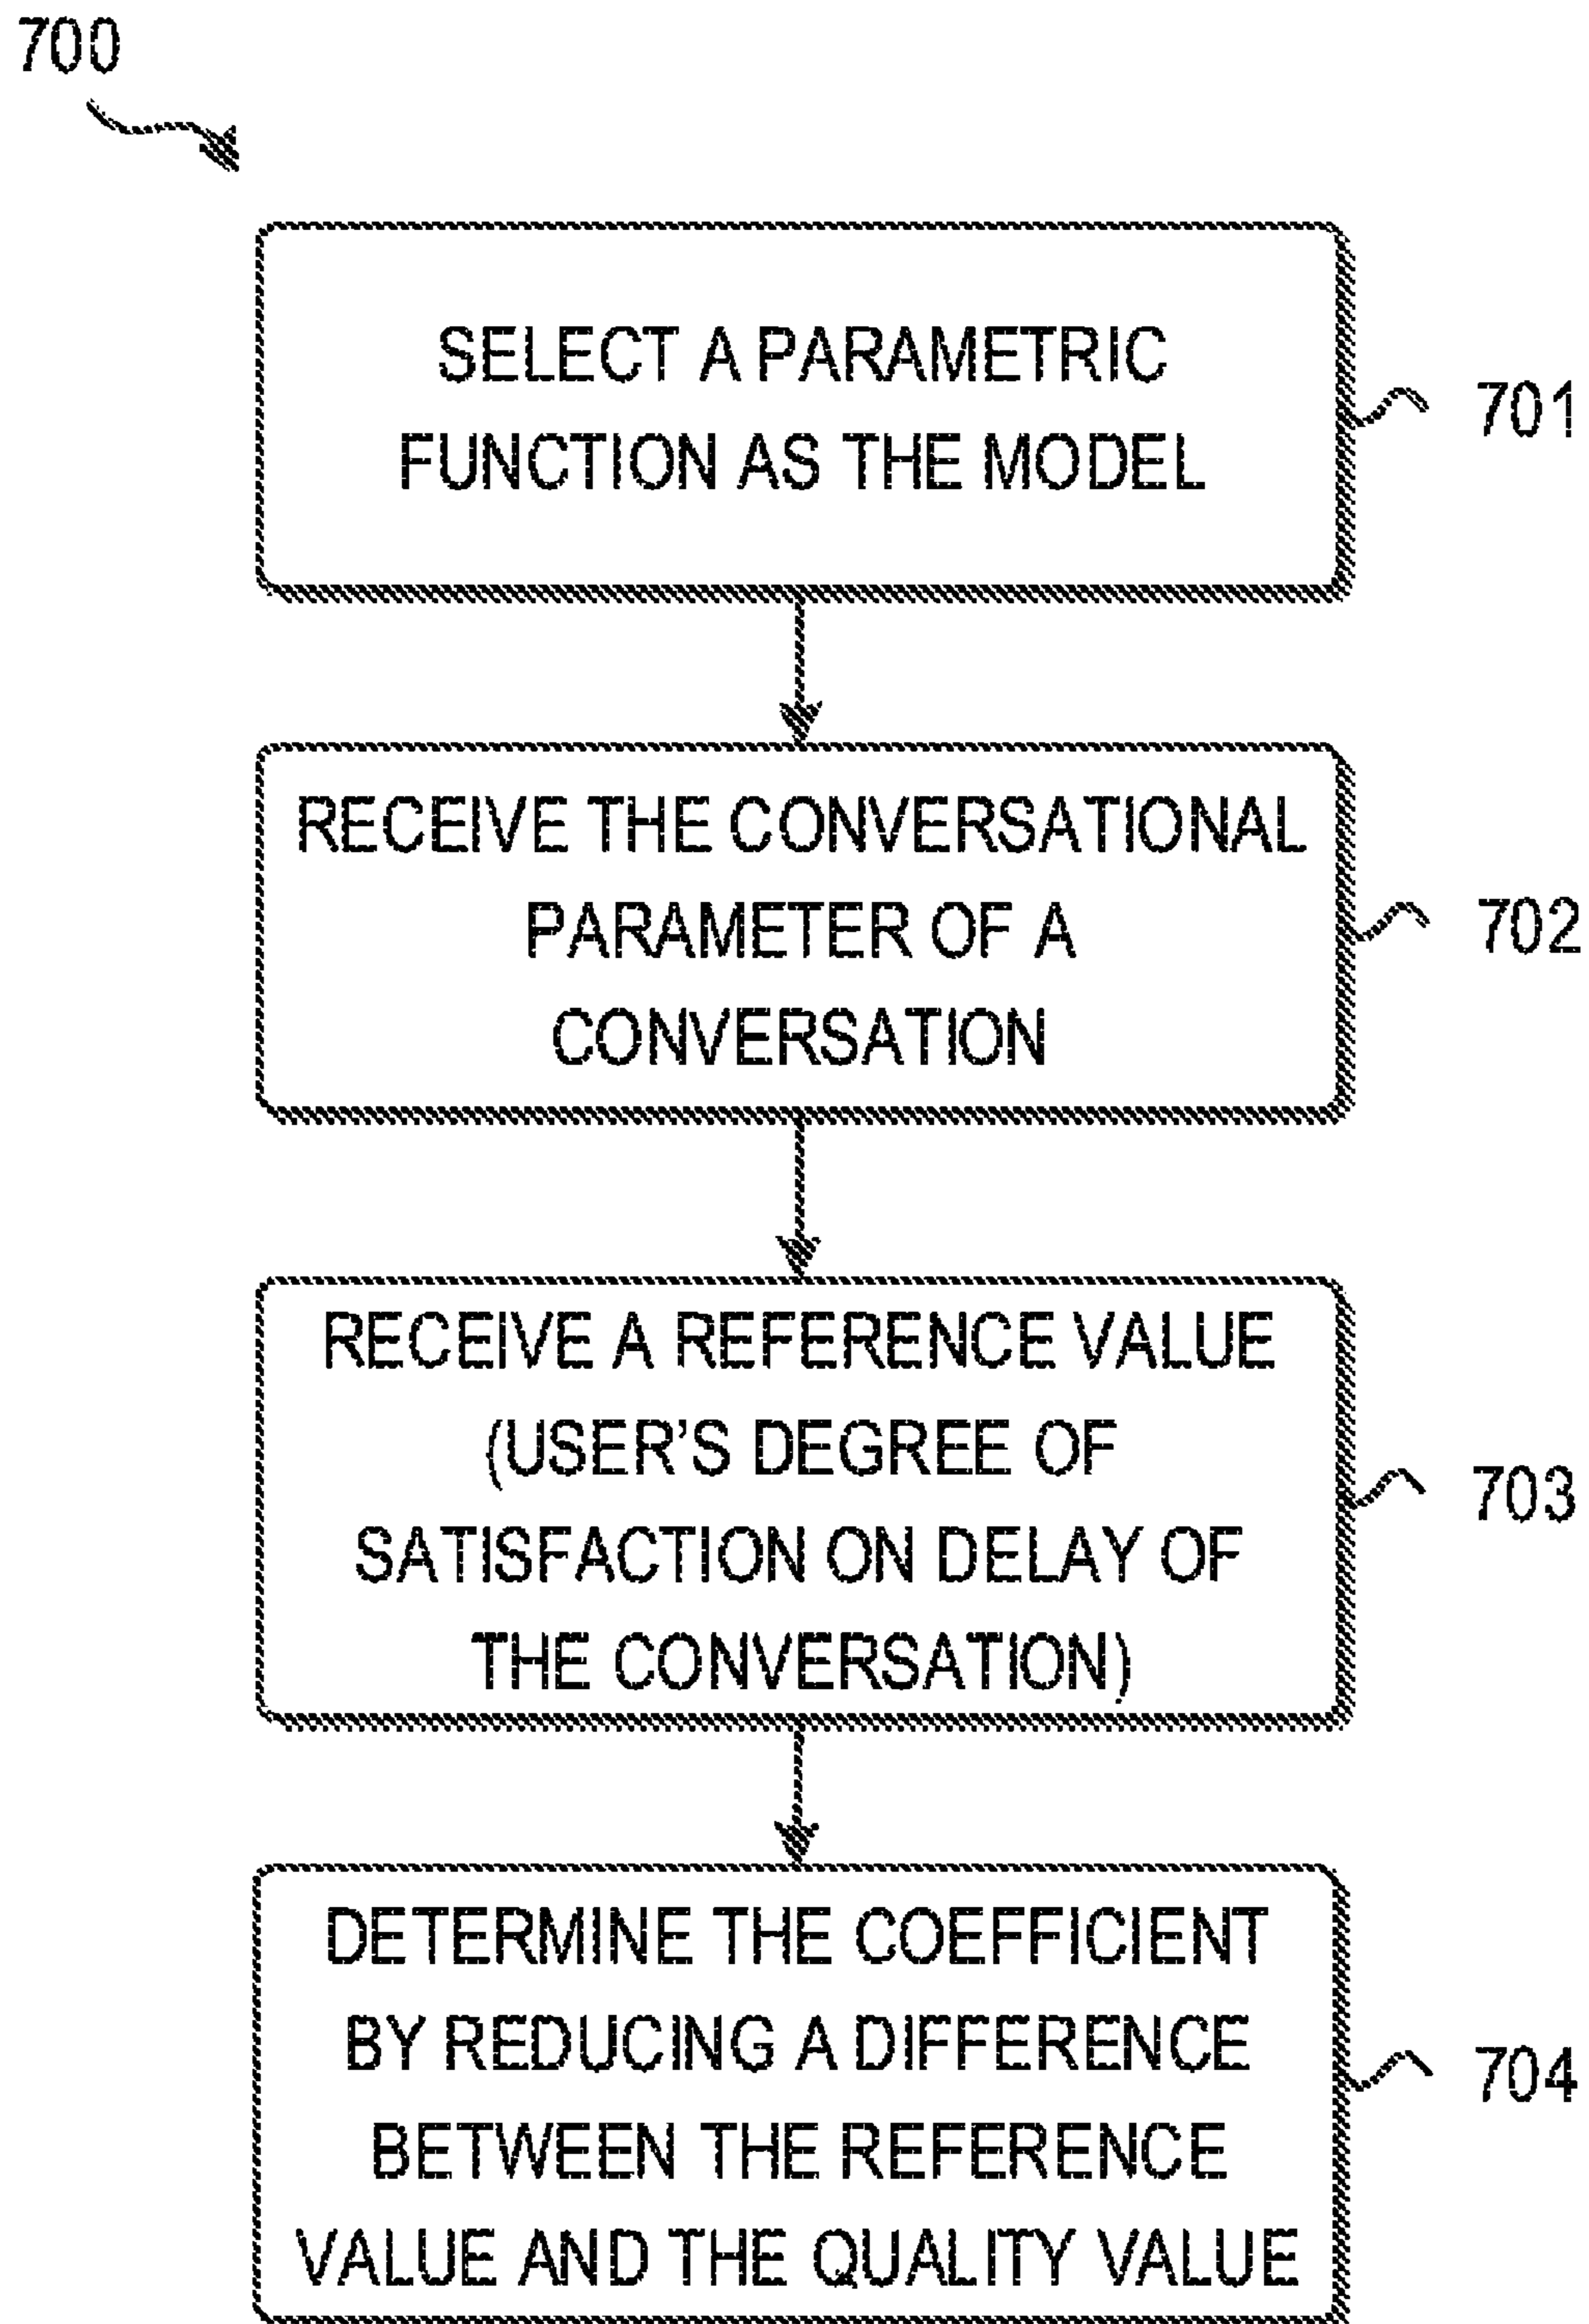 700
SELECT A PARAMETRIC
FUNCTION AS THE MODEL
701
RECEIVE THE CONVERSATIONAL
PARAMETER OF A
CONVERSATION
702
RECEIVE A REFERENCE VALUE
(USER'S DEGREE OF
SATISFACTION ON DELAY OF
THE CONVERSATION)
703
DETERMINE THE COEFFICIENT
BY REDUCING A DIFFERENCE
BETWEEN THE REFERENCE
VALUE AND THE QUALITY VALUE
704